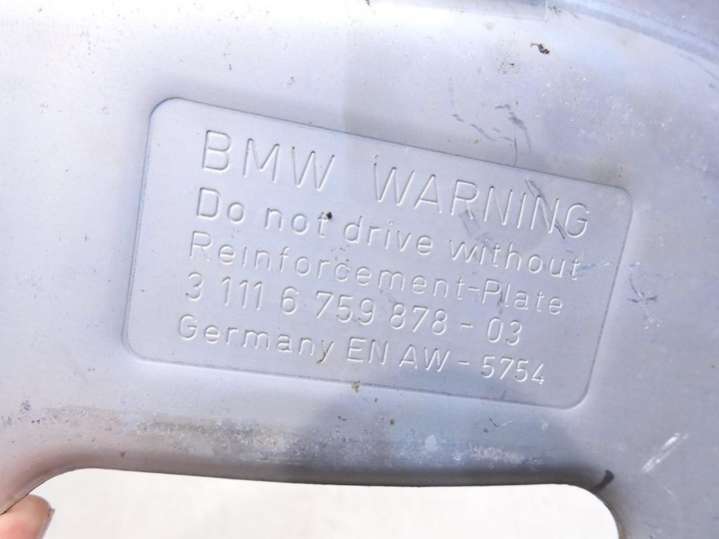 BMW WARNING
Do not drive without
Reinforcement-Plate
3 111 6 759 878 - 03
Germany EN AW - 5754